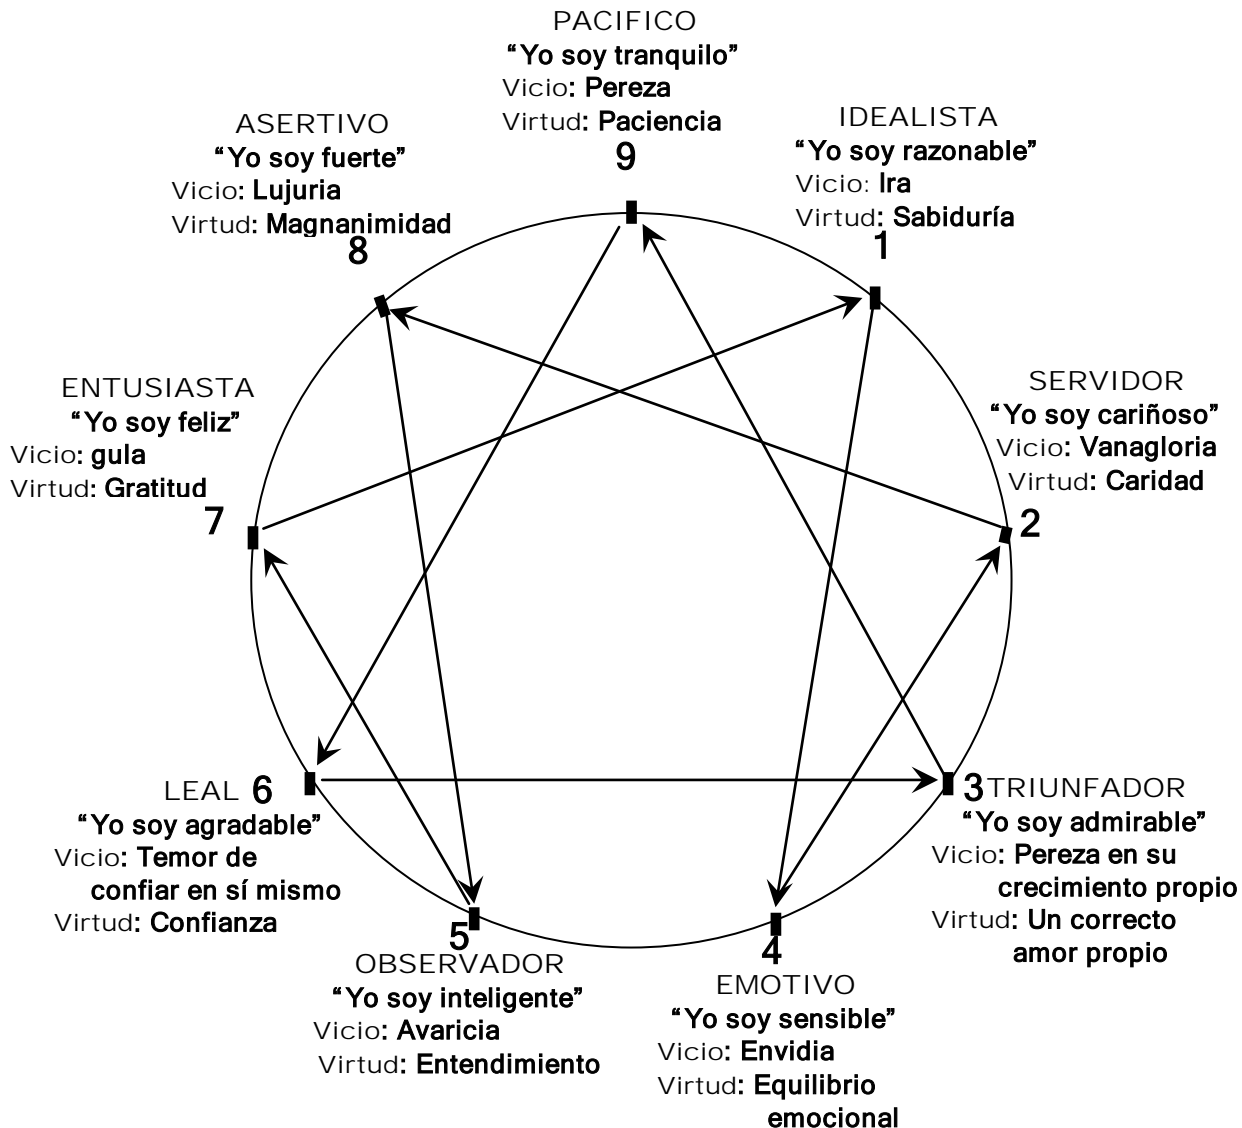 PACIFICO
“Yo soy tranquilo”
Vicio: Pereza
Virtud: Paciencia
9
IDEALISTA
“Yo soy razonable”
Vicio: Ira
Virtud: Sabiduría
1
SERVIDOR
“Yo soy cariñoso”
Vicio: Vanagloria
Virtud: Caridad
2
3 TRIUNFADOR
“Yo soy admirable”
Vicio: Pereza en su
crecimiento propio
Virtud: Un correcto
amor propio
4
EMOTIVO
“Yo soy sensible”
Vicio: Envidia
Virtud: Equilibrio
emocional
5
OBSERVADOR
“Yo soy inteligente”
Vicio: Avaricia
Virtud: Entendimiento
LEAL 6
“Yo soy agradable”
Vicio: Temor de
confiar en sí mismo
Virtud: Confianza
ENTUSIASTA
“Yo soy feliz”
Vicio: gula
Virtud: Gratitud
7
ASERTIVO
“Yo soy fuerte”
Vicio: Lujuria
Virtud: Magnanimidad
8